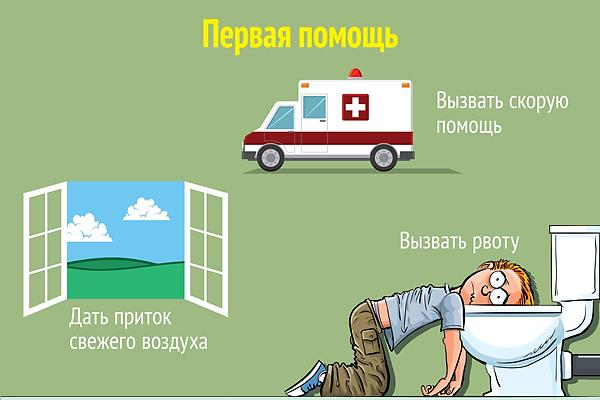 Первая помощь
Вызвать скорую
помощь
Вызвать рвоту
Дать приток
свежего воздуха